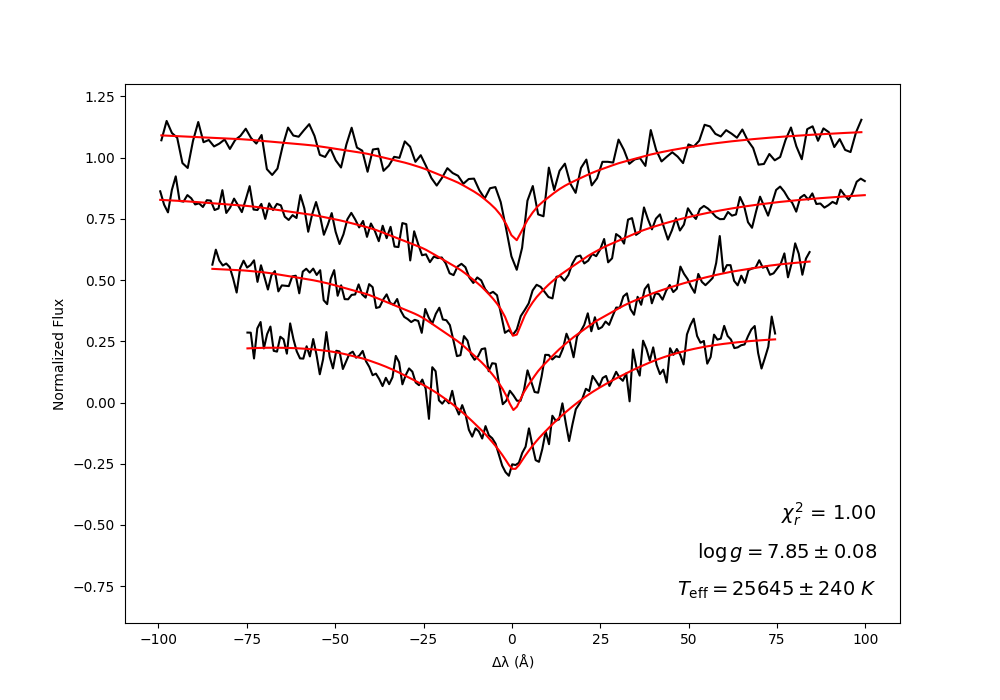 1.25
1.00
0.75
0.50
0.25
0.00
−0.25
−0.50
−0.75
Normalized Flux
χ²ᵣ = 1.00
log g = 7.85 ± 0.08
T_eff = 25645 ± 240 K
−100 −75 −50 −25 0 25 50 75 100
Δλ (Å)